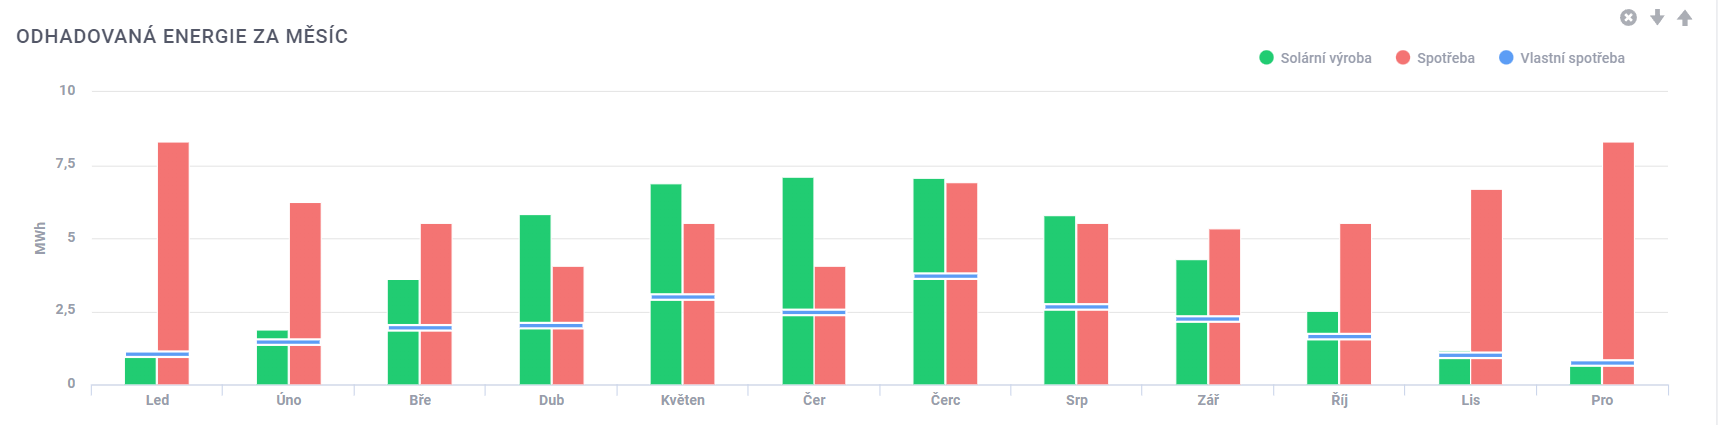 ODHADOVANÁ ENERGIE ZA MĚSÍC
Solární výroba Spotřeba Vlastní spotřeba
10
7,5
5
2,5
0
MWh
Led Úno Bře Dub Květen Čer Čerc Srp Zář Říj Lis Pro